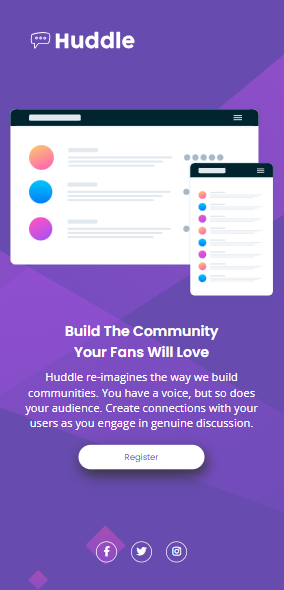 Huddle
Build The Community
Your Fans Will Love
Huddle re-imagines the way we build
communities. You have a voice, but so does
your audience. Create connections with your
users as you engage in genuine discussion.
Register